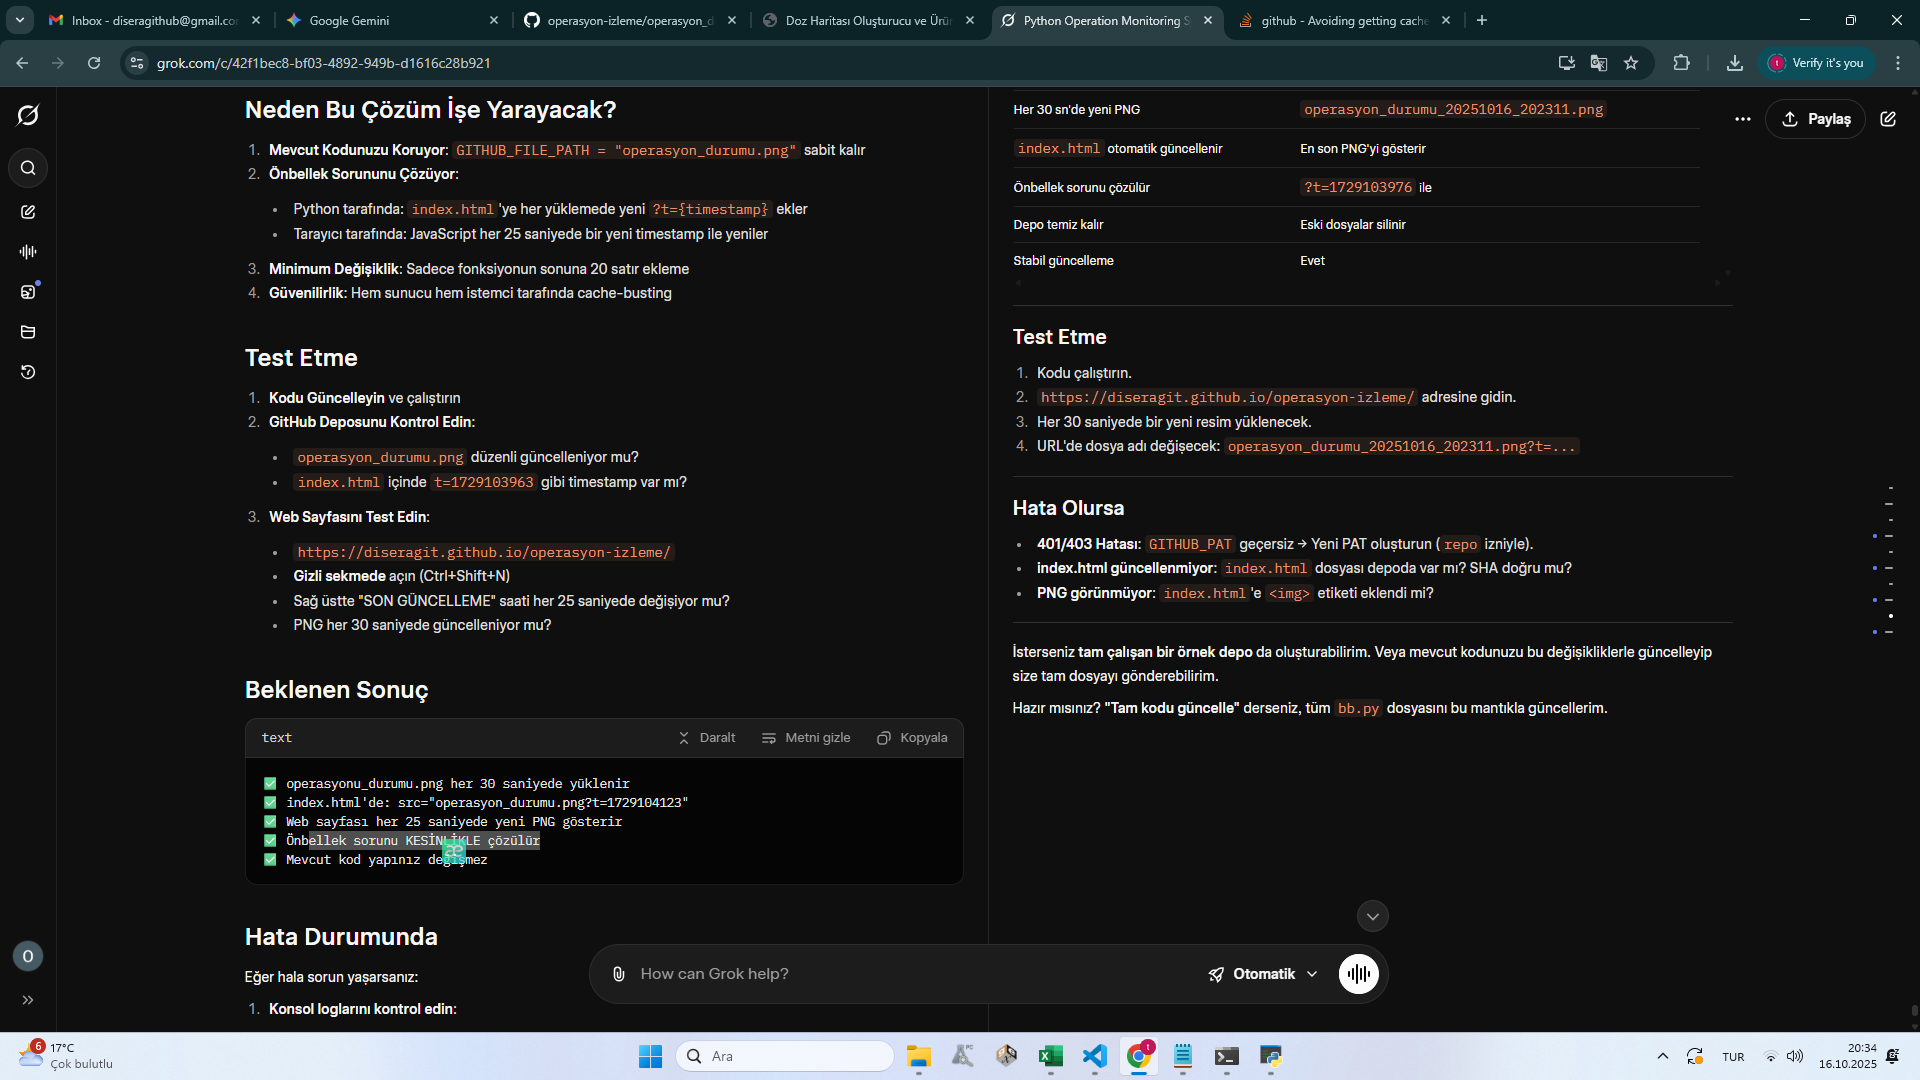 Inbox - diseragithub@gmail.co
Google Gemini
operasyon-izleme/operasyon_d
Doz Haritası Oluşturucu ve Ürün
Python Operation Monitoring S
github - Avoiding getting cache
grok.com/c/42f1bec8-bf03-4892-949b-d1616c28b921
Verify it's you
Neden Bu Çözüm İşe Yarayacak?
1. Mevcut Kodunuzu Koruyor: GITHUB_FILE_PATH = "operasyon_durumu.png" sabit kalır
2. Önbellek Sorununu Çözüyor:
• Python tarafında: index.html'ye her yüklemede yeni ?t={timestamp} ekler
• Tarayıcı tarafında: JavaScript her 25 saniyede bir yeni timestamp ile yeniler
3. Minimum Değişiklik: Sadece fonksiyonun sonuna 20 satır ekleme
4. Güvenilirlik: Hem sunucu hem istemci tarafında cache-busting
Test Etme
1. Kodu Güncelleyin ve çalıştırın
2. GitHub Deposunu Kontrol Edin:
• operasyon_durumu.png düzenli güncelleniyor mu?
• index.html içinde t=1729103963 gibi timestamp var mı?
3. Web Sayfasını Test Edin:
• https://diseragit.github.io/operasyon-izleme/
• Gizli sekmede açın (Ctrl+Shift+N)
• Sağ üstte "SON GÜNCELLEME" saati her 25 saniyede değişiyor mu?
• PNG her 30 saniyede güncelleniyor mu?
Beklenen Sonuç
text
Daralt
Metni gizle
Kopyala
✅ operasyonu_durumu.png her 30 saniyede yüklenir
✅ index.html'de: src="operasyon_durumu.png?t=1729104123"
✅ Web sayfası her 25 saniyede yeni PNG gösterir
✅ Önbellek sorunu KESİNLİKLE çözülür
✅ Mevcut kod yapınız değişmez
æ
Hata Durumunda
Eğer hala sorun yaşarsanız:
1. Konsol loglarını kontrol edin:
Her 30 sn'de yeni PNG operasyon_durumu_20251016_202311.png
index.html otomatik güncellenir En son PNG'yi gösterir
Önbellek sorunu çözülür ?t=1729103976 ile
Depo temiz kalır Eski dosyalar silinir
Stabil güncelleme Evet
Test Etme
1. Kodu çalıştırın.
2. https://diseragit.github.io/operasyon-izleme/ adresine gidin.
3. Her 30 saniyede bir yeni resim yüklenecek.
4. URL'de dosya adı değişecek: operasyon_durumu_20251016_202311.png?t=...
Hata Olursa
• 401/403 Hatası: GITHUB_PAT geçersiz → Yeni PAT oluşturun (repo izniyle).
• index.html güncellenmiyor: index.html dosyası depoda var mı? SHA doğru mu?
• PNG görünmüyor: index.html'e <img> etiketi eklendi mi?
İsterseniz tam çalışan bir örnek depo da oluşturabilirim. Veya mevcut kodunuzu bu değişikliklerle güncelleyip
size tam dosyayı gönderebilirim.
Hazır mısınız? "Tam kodu güncelle" derseniz, tüm bb.py dosyasını bu mantıkla güncellerim.
Paylaş
How can Grok help?
Otomatik
O
6
17°C
Çok bulutlu
Ara
TUR
20:34
16.10.2025